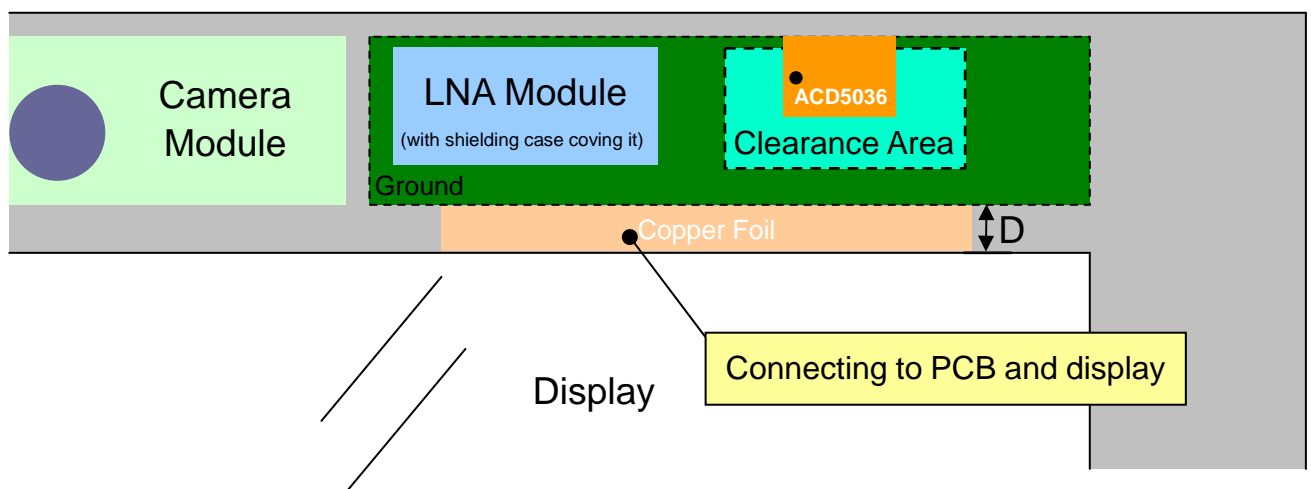 Camera
Module
LNA Module
(with shielding case coving it)
ACD5036
Clearance Area
Ground
Copper Foil
D
Connecting to PCB and display
Display